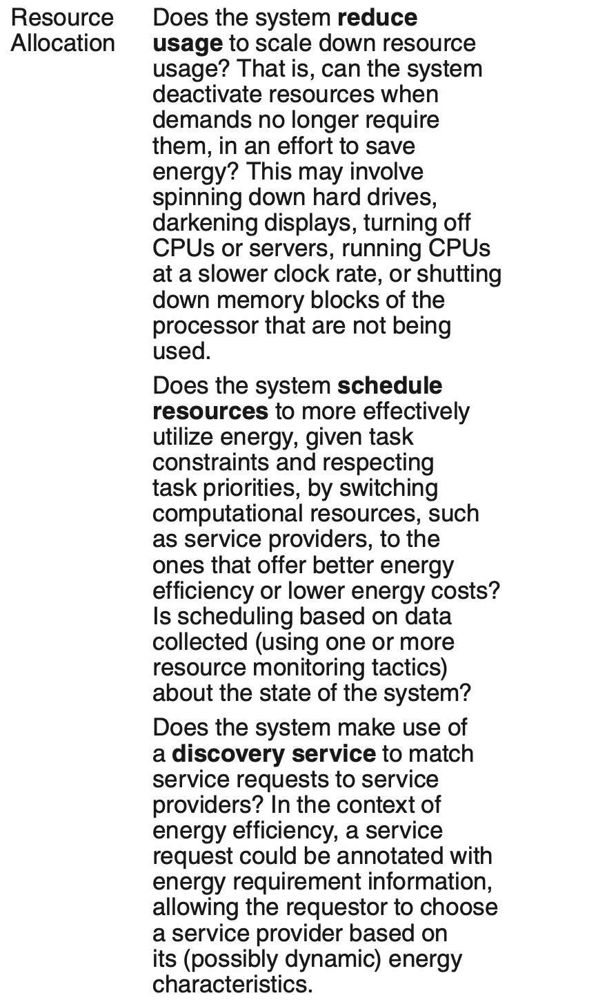 Resource
Allocation
Does the system reduce
usage to scale down resource
usage? That is, can the system
deactivate resources when
demands no longer require
them, in an effort to save
energy? This may involve
spinning down hard drives,
darkening displays, turning off
CPUs or servers, running CPUs
at a slower clock rate, or shutting
down memory blocks of the
processor that are not being
used.
Does the system schedule
resources to more effectively
utilize energy, given task
constraints and respecting
task priorities, by switching
computational resources, such
as service providers, to the
ones that offer better energy
efficiency or lower energy costs?
Is scheduling based on data
collected (using one or more
resource monitoring tactics)
about the state of the system?
Does the system make use of
a discovery service to match
service requests to service
providers? In the context of
energy efficiency, a service
request could be annotated with
energy requirement information,
allowing the requestor to choose
a service provider based on
its (possibly dynamic) energy
characteristics.